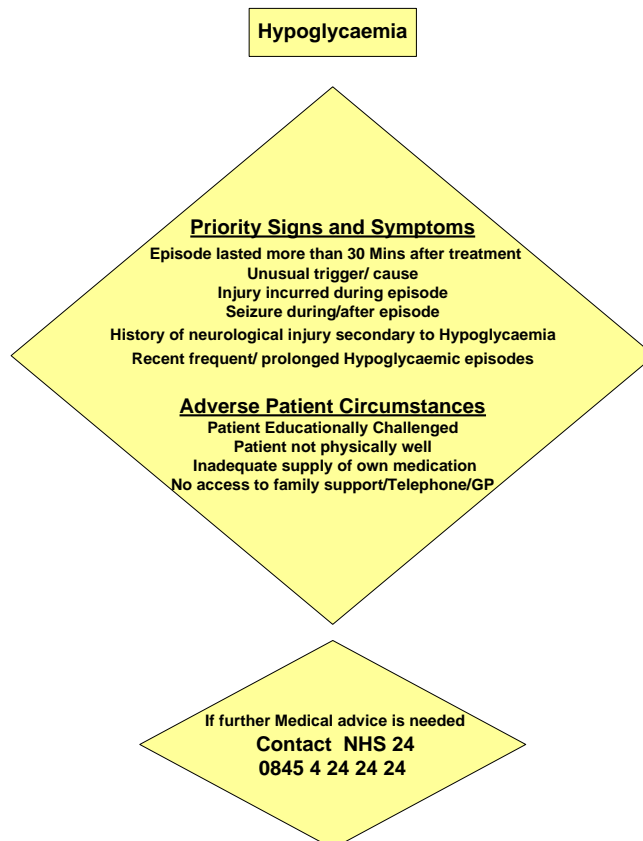 Hypoglycaemia
Priority Signs and Symptoms
Episode lasted more than 30 Mins after treatment
Unusual trigger/ cause
Injury incurred during episode
Seizure during/after episode
History of neurological injury secondary to Hypoglycaemia
Recent frequent/ prolonged Hypoglycaemic episodes
Adverse Patient Circumstances
Patient Educationally Challenged
Patient not physically well
Inadequate supply of own medication
No access to family support/Telephone/GP
If further Medical advice is needed
Contact NHS 24
0845 4 24 24 24